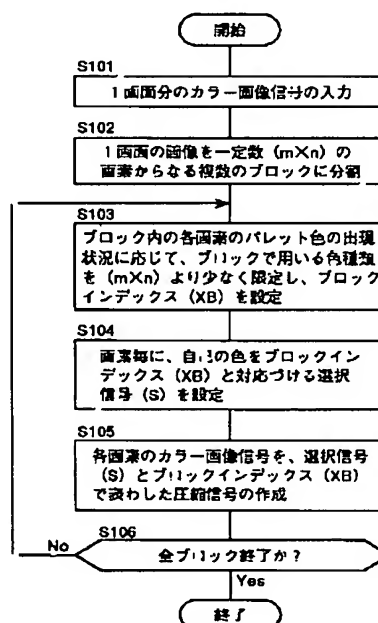 開始
S101
1画面分のカラー画像信号の入力
S102
1画面の画像を一定数(m×n)の
画素からなる複数のブロックに分割
S103
ブロック内の各画素のパレット色の出現
状況に応じて、ブロックで用いる色種類
を(m×n)より少なく限定し、ブロック
インデックス(XB)を設定
S104
画素毎に、自己の色をブロックイン
デックス(XB)と対応づける選択
信号(S)を設定
S105
各画素のカラー画像信号を、選択信号
(S)とブロックインデックス(XB)
で表わした圧縮信号の作成
S106
No
全ブロック終了か?
Yes
終了